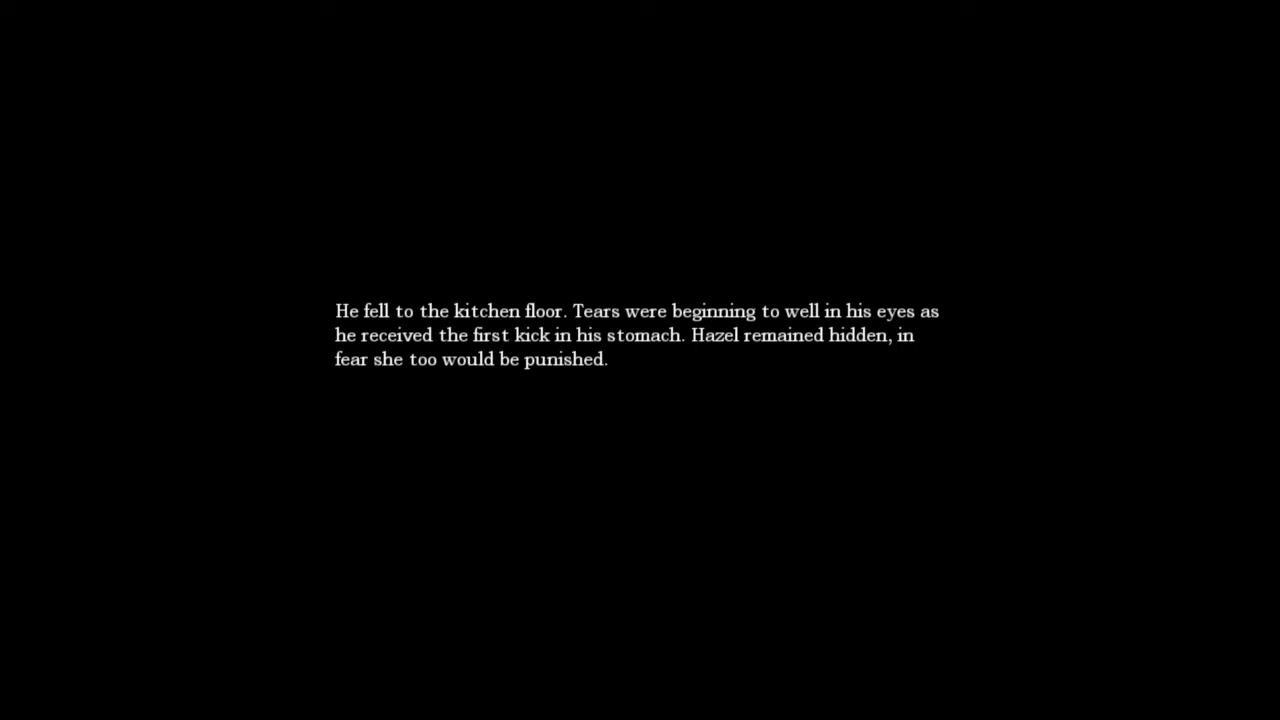 He fell to the kitchen floor. Tears were beginning to well in his eyes as
he received the first kick in his stomach. Hazel remained hidden, in
fear she too would be punished.